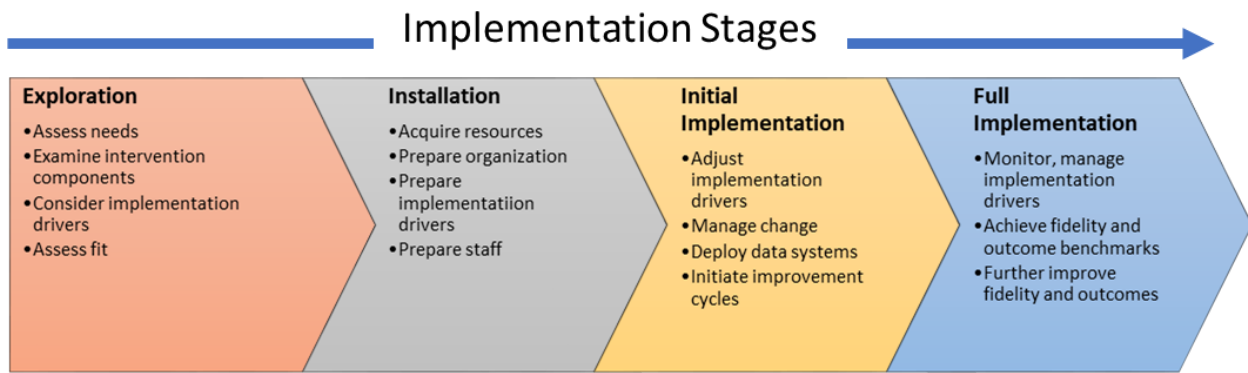 Implementation Stages
Exploration
•Assess needs
•Examine intervention
components
•Consider implementation
drivers
•Assess fit
Installation
•Acquire resources
•Prepare organization
•Prepare
implementatiion
drivers
•Prepare staff
Initial
Implementation
•Adjust
implementation
drivers
•Manage change
•Deploy data systems
•Initiate improvement
cycles
Full
Implementation
•Monitor, manage
implementation
drivers
•Achieve fidelity and
outcome benchmarks
•Further improve
fidelity and outcomes